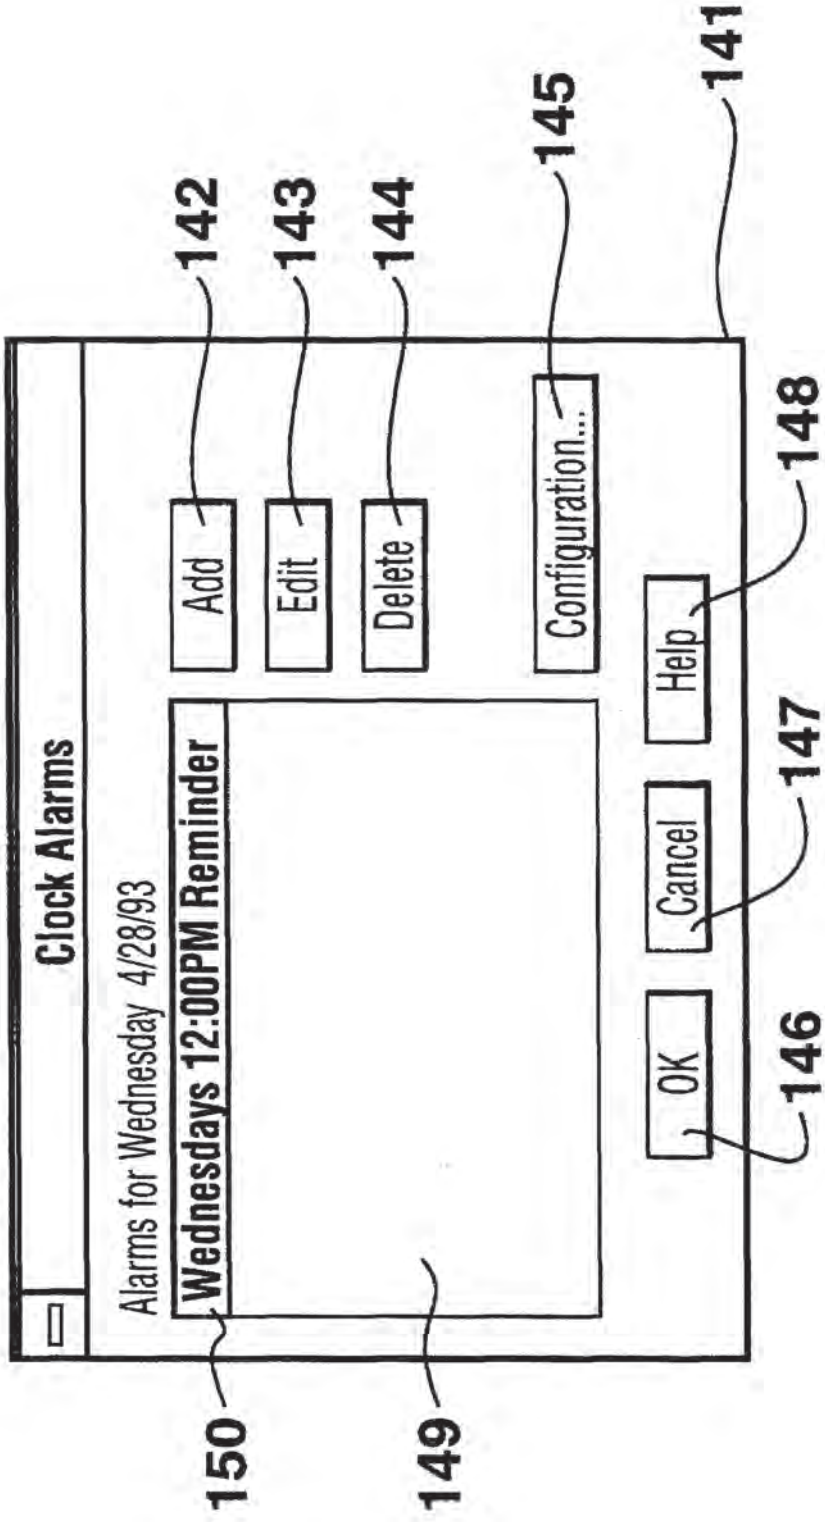 Clock Alarms
Alarms for Wednesday 4/28/93
150
Wednesdays 12:00PM Reminder
Add
142
Edit
143
Delete
144
149
Configuration...
145
OK
Cancel
Help
141
146
147
148